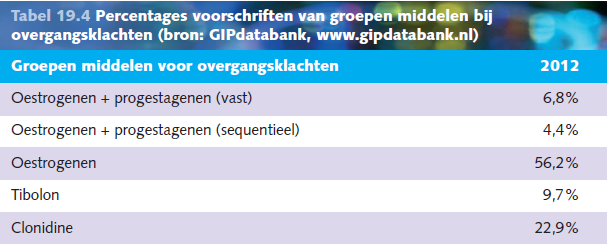 Tabel 19.4 Percentages voorschriften van groepen middelen bij
overgangsklachten (bron: GIPdatabank, www.gipdatabank.nl)
Groepen middelen voor overgangsklachten 2012
Oestrogenen + progestagenen (vast) 6,8%
Oestrogenen + progestagenen (sequentieel) 4,4%
Oestrogenen 56,2%
Tibolon 9,7%
Clonidine 22,9%